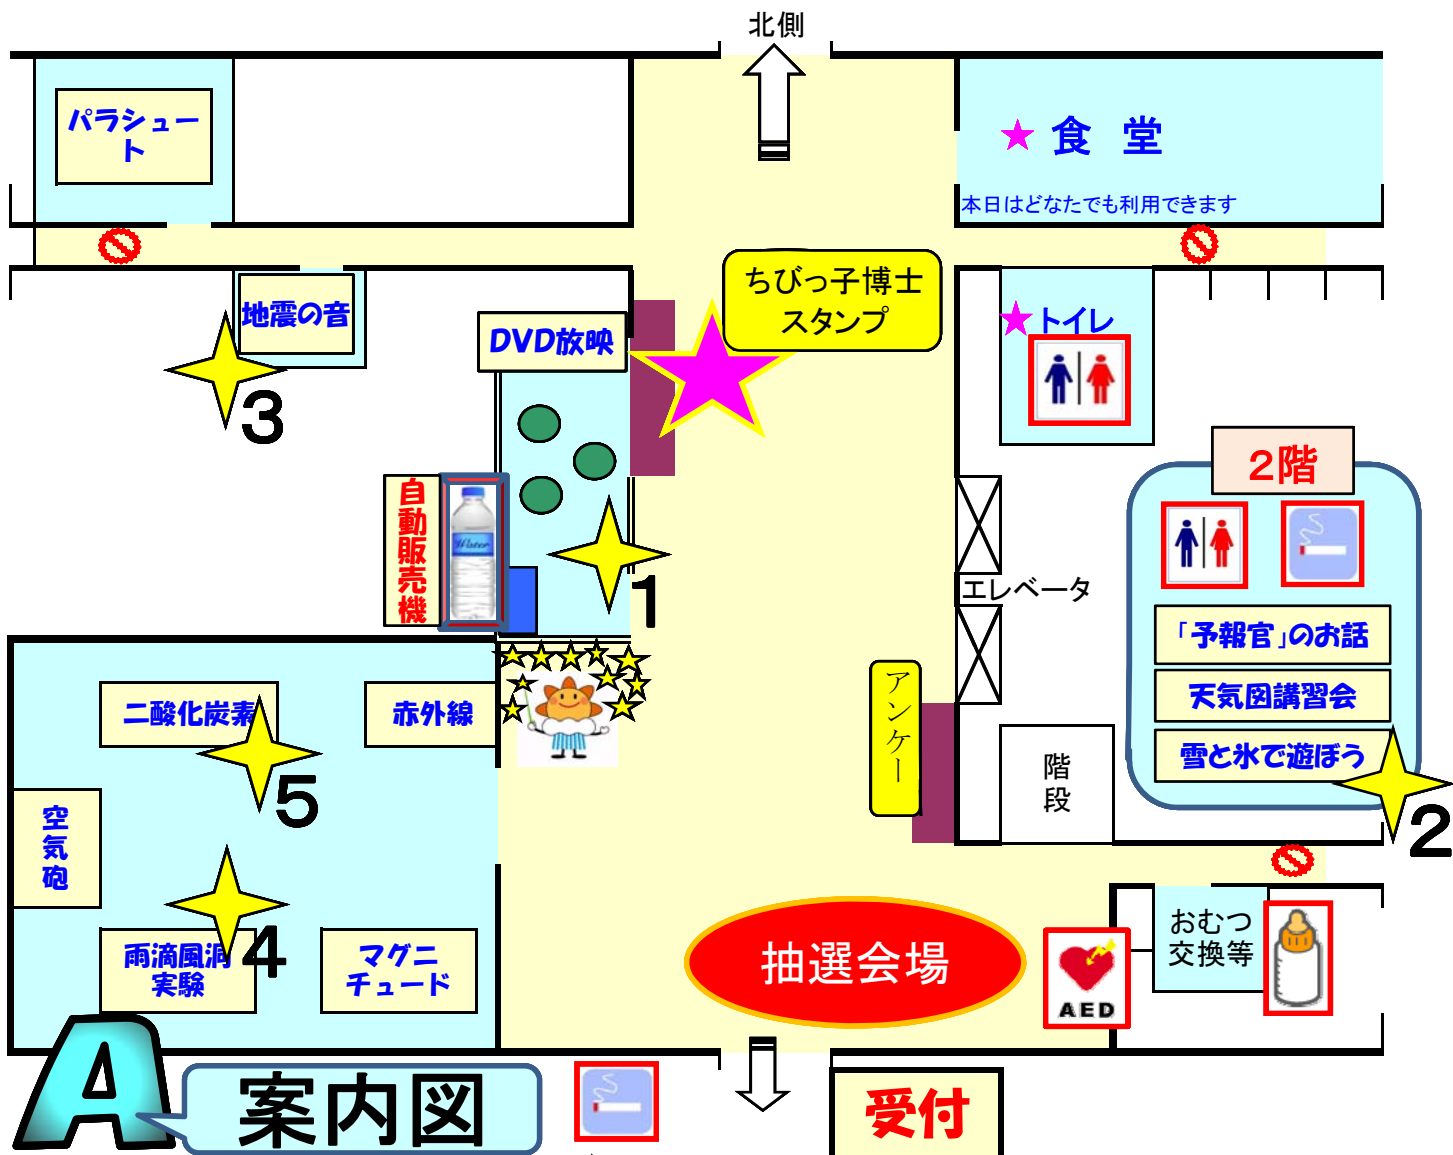 北側
パラシュー
ト
★ 食 堂
本日はどなたでも利用できます
ちびっ子博士
スタンプ
地震の音
DVD放映
★トイレ
3
2階
自動販売機
Water
1
エレベータ
「予報官」のお話
天気図講習会
雪と氷で遊ぼう
2
二酸化炭素
赤外線
5
アンケー
階段
空気砲
4
雨滴風洞
実験
マグニ
チュード
抽選会場
AED
おむつ
交換等
A
案内図
受付